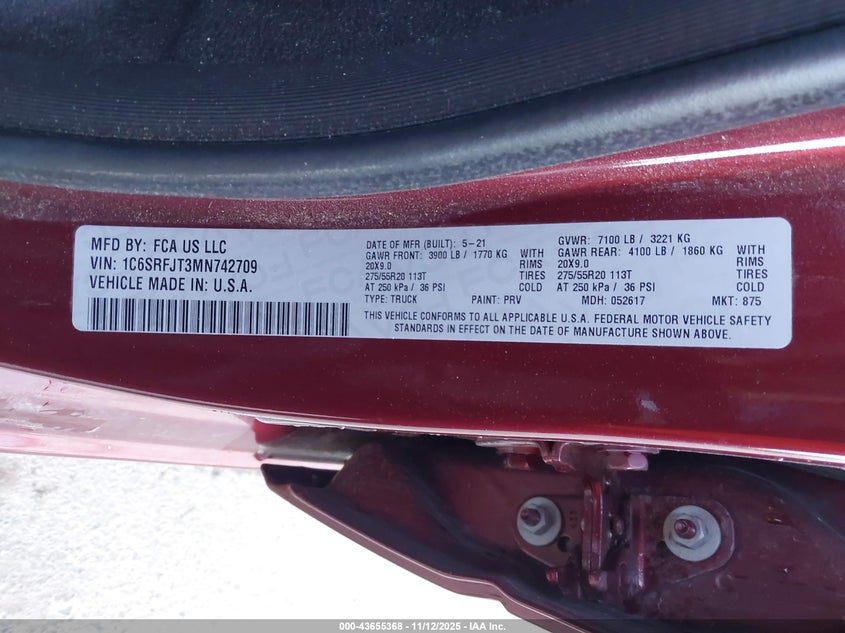 MFD BY: FCA US LLC
VIN: 1C6SRFJT3MN742709
VEHICLE MADE IN: U.S.A.
DATE OF MFR (BUILT): 5-21 GVWR: 7100 LB / 3221 KG
GAWR FRONT: 3900 LB / 1770 KG WITH GAWR REAR: 4100 LB / 1860 KG WITH
20X9.0 RIMS 20X9.0 RIMS
275/55R20 113T TIRES 275/55R20 113T TIRES
AT 250 kPa / 36 PSI COLD AT 250 kPa / 36 PSI COLD
TYPE: TRUCK PAINT: PRV MDH: 052617 MKT: 875
THIS VEHICLE CONFORMS TO ALL APPLICABLE U.S.A. FEDERAL MOTOR VEHICLE SAFETY
STANDARDS IN EFFECT ON THE DATE OF MANUFACTURE SHOWN ABOVE.
000-43655368 - 11/12/2025 - IAA Inc.